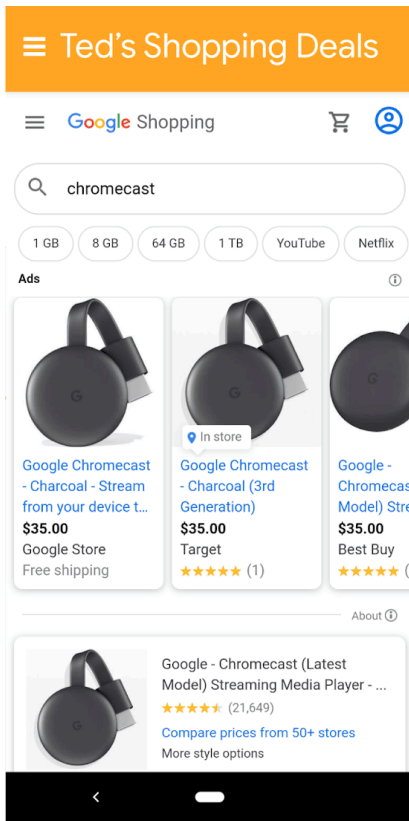 Ted's Shopping Deals
Google Shopping
chromecast
1 GB
8 GB
64 GB
1 TB
YouTube
Netflix
Ads
In store
Google Chromecast
- Charcoal - Stream
from your device t...
$35.00
Google Store
Free shipping
Google Chromecast
- Charcoal (3rd
Generation)
$35.00
Target
(1)
Google -
Chromecas
Model) Stre
$35.00
Best Buy
(
About
Google - Chromecast (Latest
Model) Streaming Media Player - ...
(21,649)
Compare prices from 50+ stores
More style options